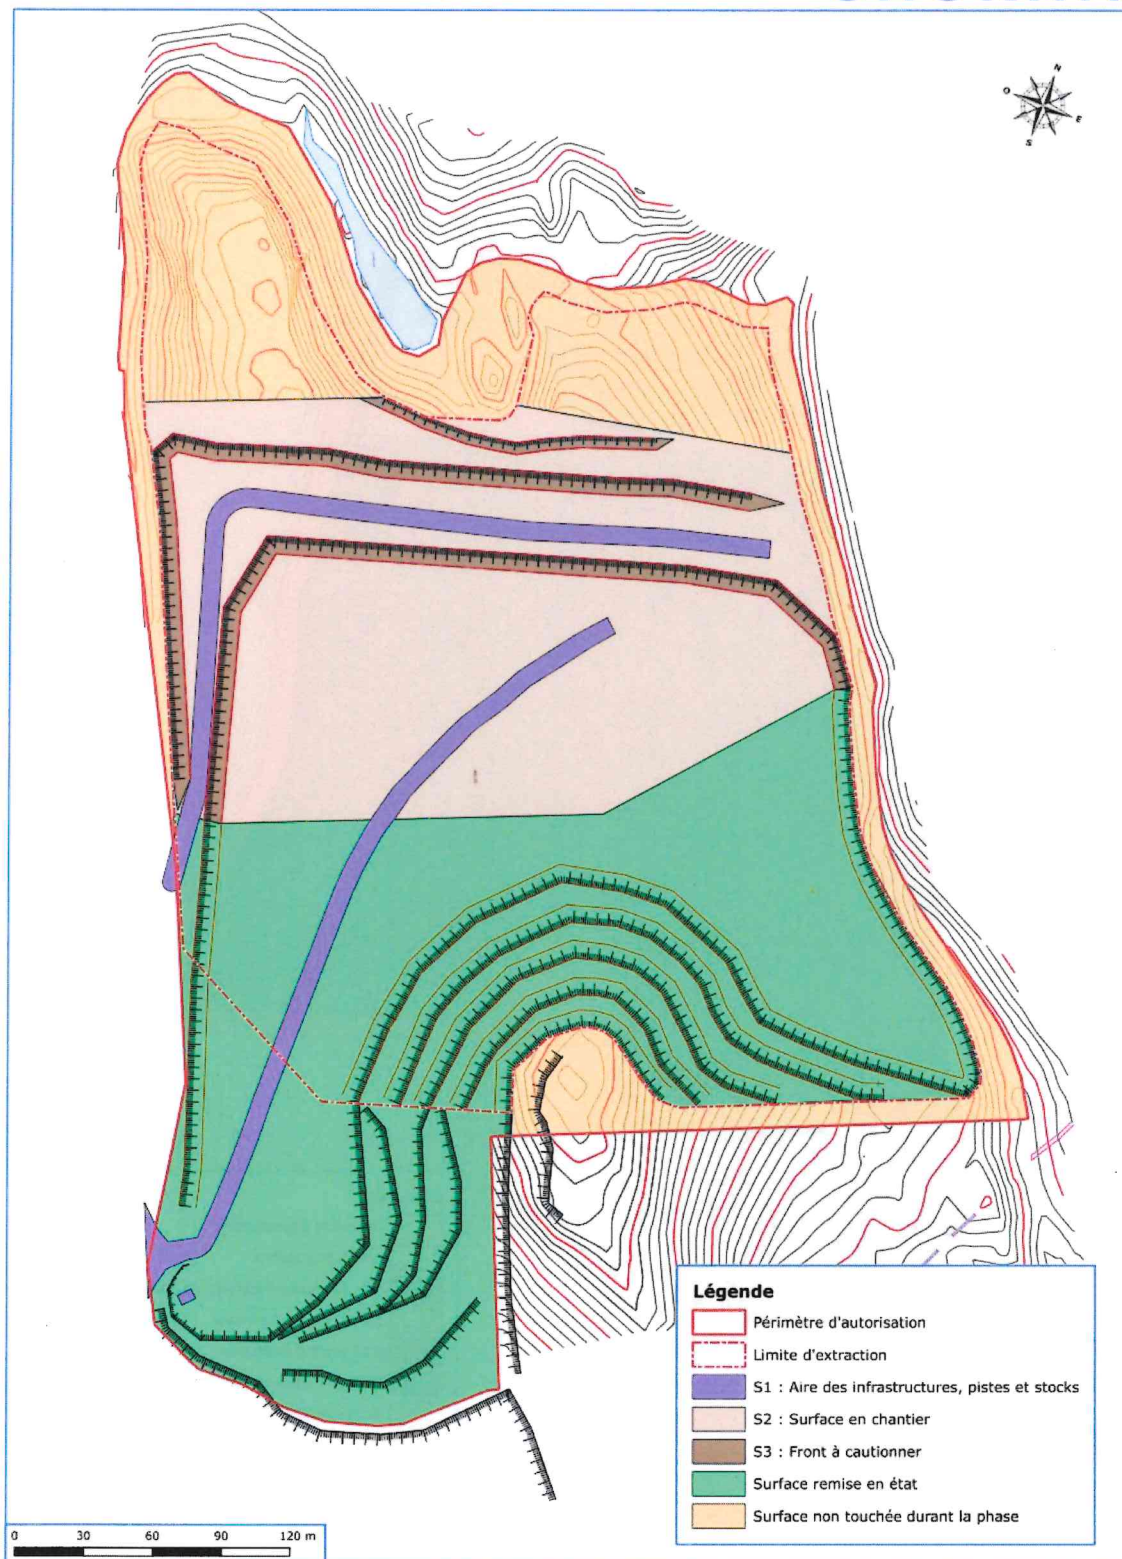 N
O
E
S
Légende
Périmètre d'autorisation
Limite d'extraction
S1 : Aire des infrastructures, pistes et stocks
S2 : Surface en chantier
S3 : Front à cautionner
Surface remise en état
Surface non touchée durant la phase
0 30 60 90 120 m